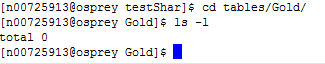 [n00725913@osprey testShar]$ cd tables/Gold/
[n00725913@osprey Gold]$ ls -l
total 0
[n00725913@osprey Gold]$